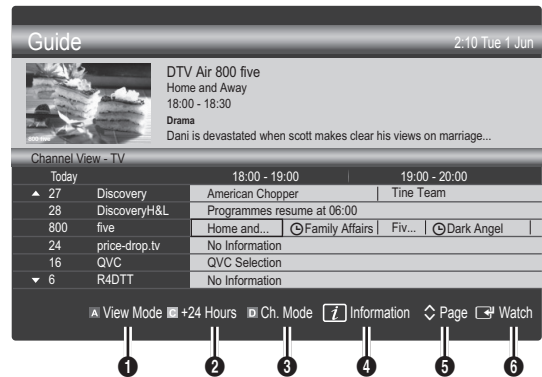 Guide
2:10 Tue 1 Jun
DTV Air 800 five
Home and Away
18:00 - 18:30
Drama
Dani is devastated when scott makes clear his views on marriage...
800 five
Channel View - TV
Today 18:00 - 19:00 19:00 - 20:00
▲ 27 Discovery American Chopper Tine Team
28 DiscoveryH&L Programmes resume at 06:00
800 five Home and... Family Affairs Fiv... Dark Angel
24 price-drop.tv No Information
16 QVC QVC Selection
▼ 6 R4DTT No Information
A View Mode C +24 Hours D Ch. Mode i Information Page Watch
1 2 3 4 5 6